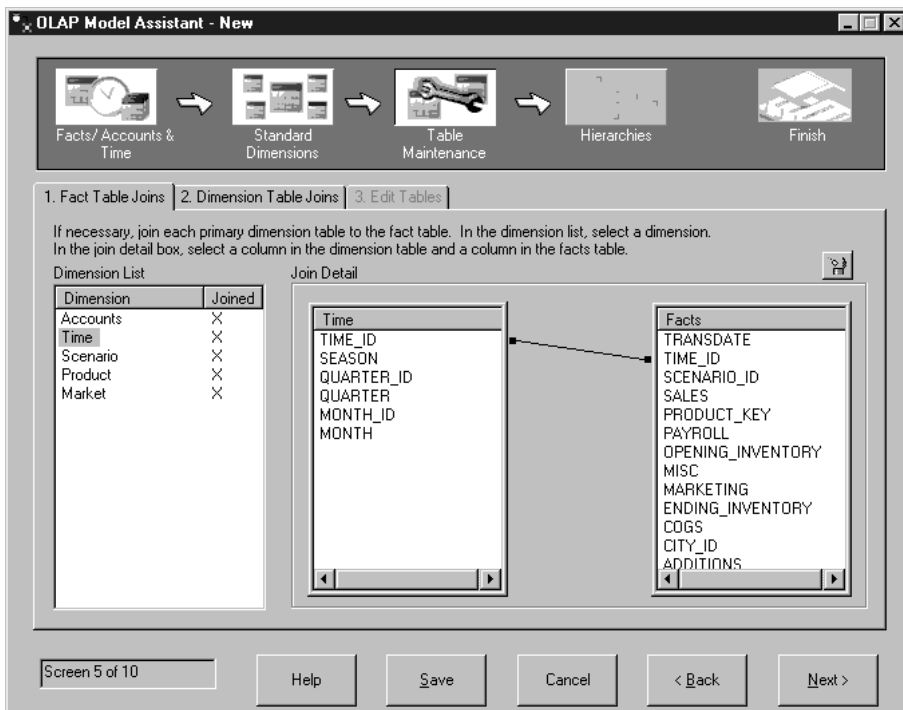 OLAP Model Assistant - New
Facts/ Accounts & Time
Standard Dimensions
Table Maintenance
Hierarchies
Finish
1. Fact Table Joins
2. Dimension Table Joins
3. Edit Tables
If necessary, join each primary dimension table to the fact table. In the dimension list, select a dimension.
In the join detail box, select a column in the dimension table and a column in the facts table.
Dimension List
Dimension Joined
Accounts X
Time X
Scenario X
Product X
Market X
Join Detail
Time
TIME_ID
SEASON
QUARTER_ID
QUARTER
MONTH_ID
MONTH
Facts
TRANSDATE
TIME_ID
SCENARIO_ID
SALES
PRODUCT_KEY
PAYROLL
OPENING_INVENTORY
MISC
MARKETING
ENDING_INVENTORY
COGS
CITY_ID
ADDITIONS
Screen 5 of 10
Help
Save
Cancel
< Back
Next >